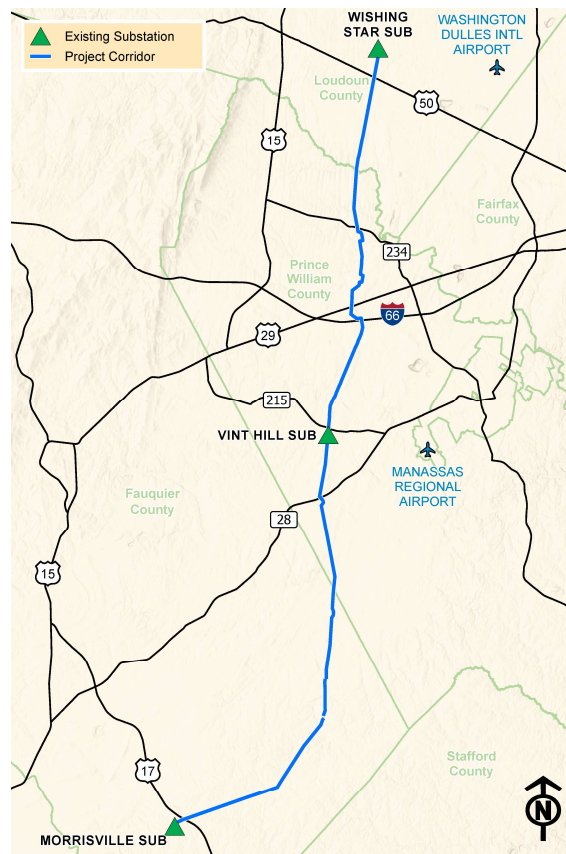 Existing Substation
Project Corridor
WISHING
STAR SUB
WASHINGTON
DULLES INTL
AIRPORT
Loudoun
County
50
15
Fairfax
County
234
Prince
William
County
66
29
215
VINT HILL SUB
MANASSAS
REGIONAL
AIRPORT
Fauquier
County
28
15
Stafford
County
17
N
MORRISVILLE SUB